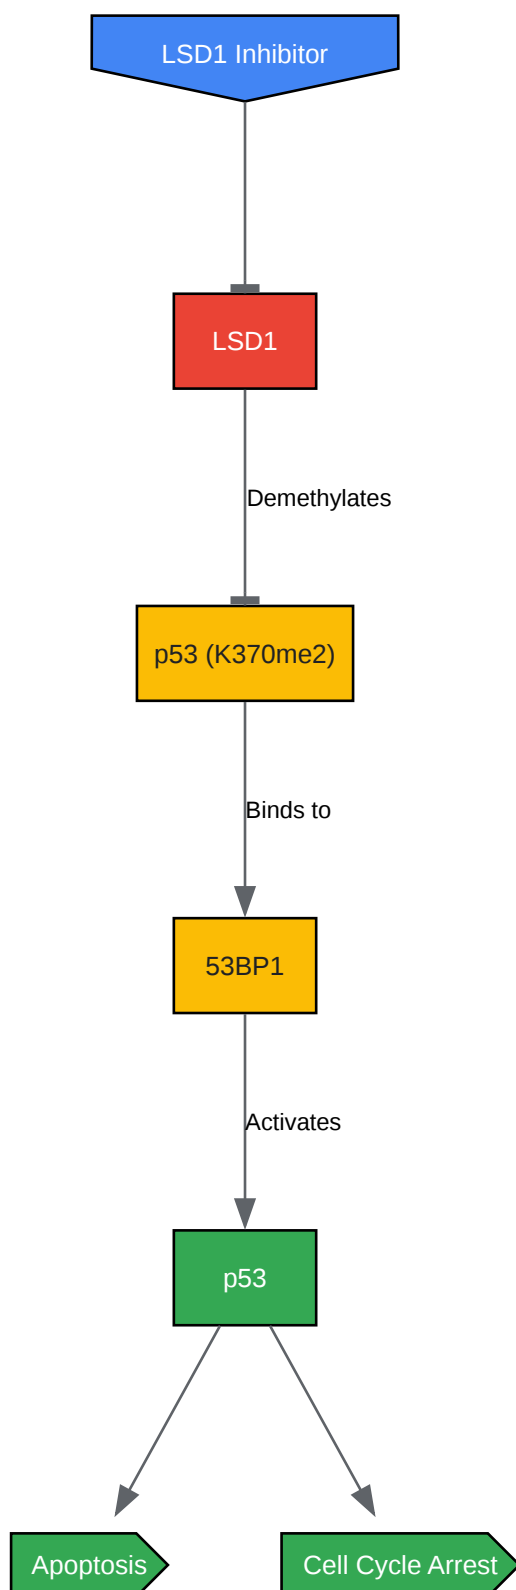 LSD1 Inhibitor
LSD1
Demethylates
p53 (K370me2)
Binds to
53BP1
Activates
p53
Apoptosis
Cell Cycle Arrest